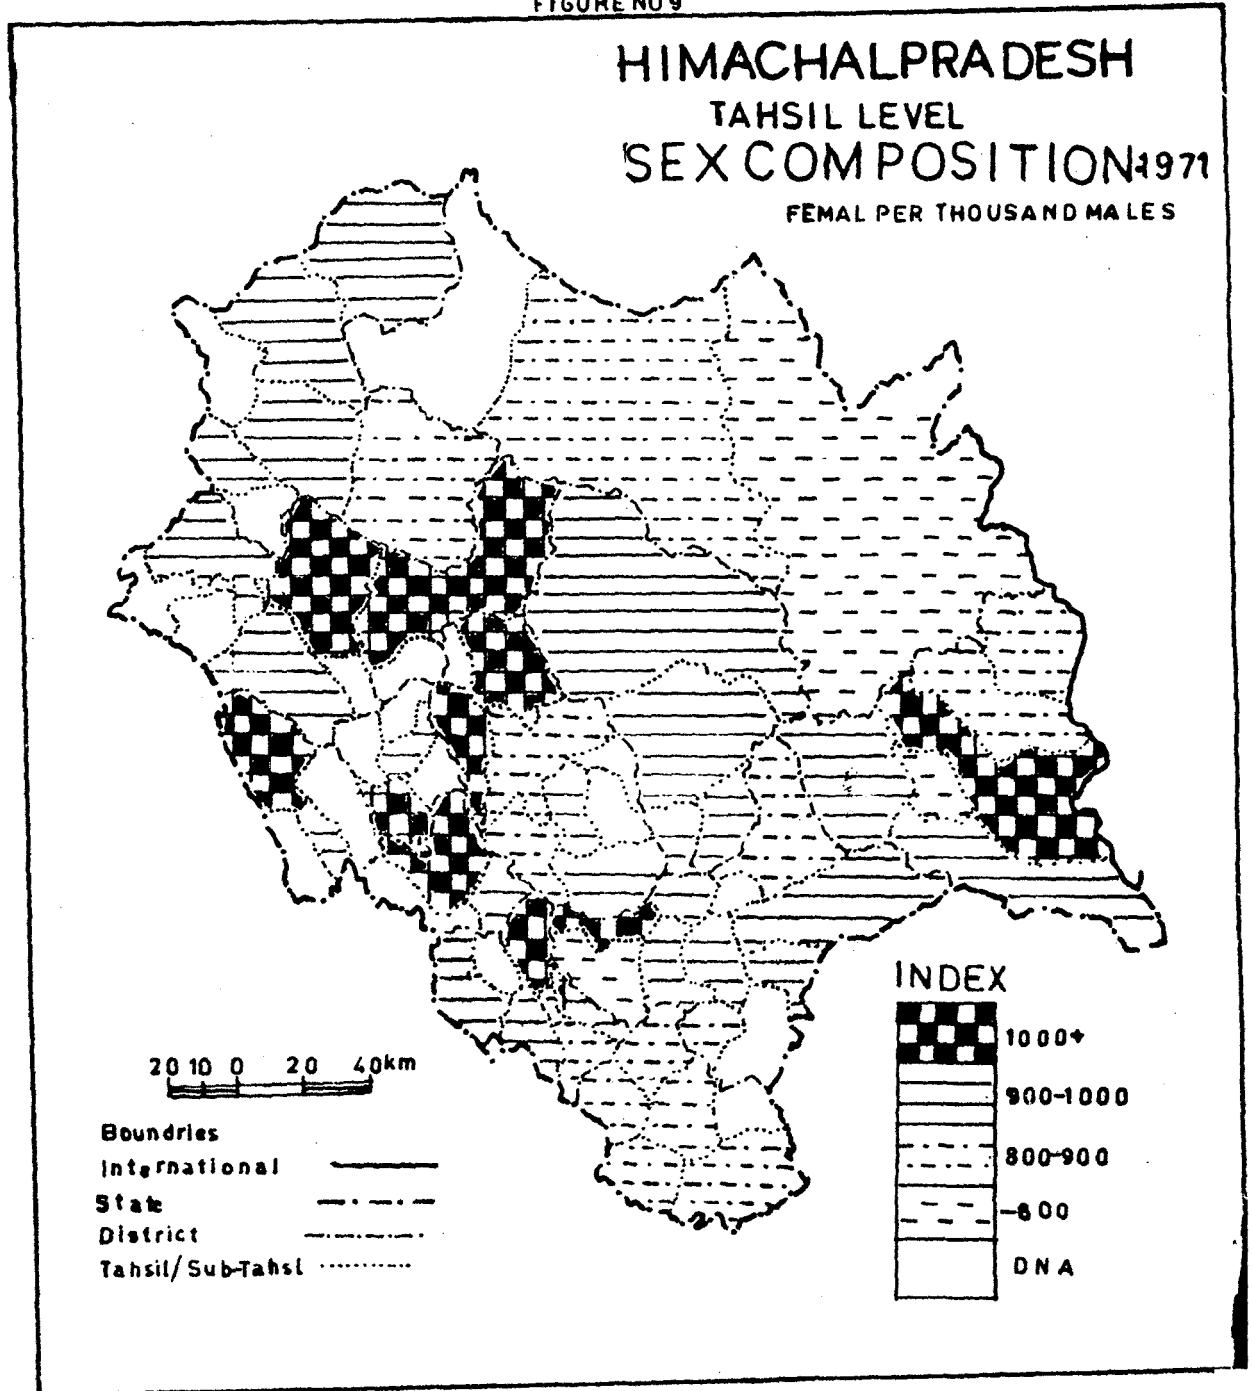 FIGURE NO 9
HIMACHALPRADESH
TAHSIL LEVEL
SEX COMPOSITION-1971
FEMAL PER THOUSAND MALES
INDEX
1000+
900-1000
800-900
-800
DNA
20 10 0 20 40km
Boundries
International
State
District
Tahsil/Sub-Tahsl